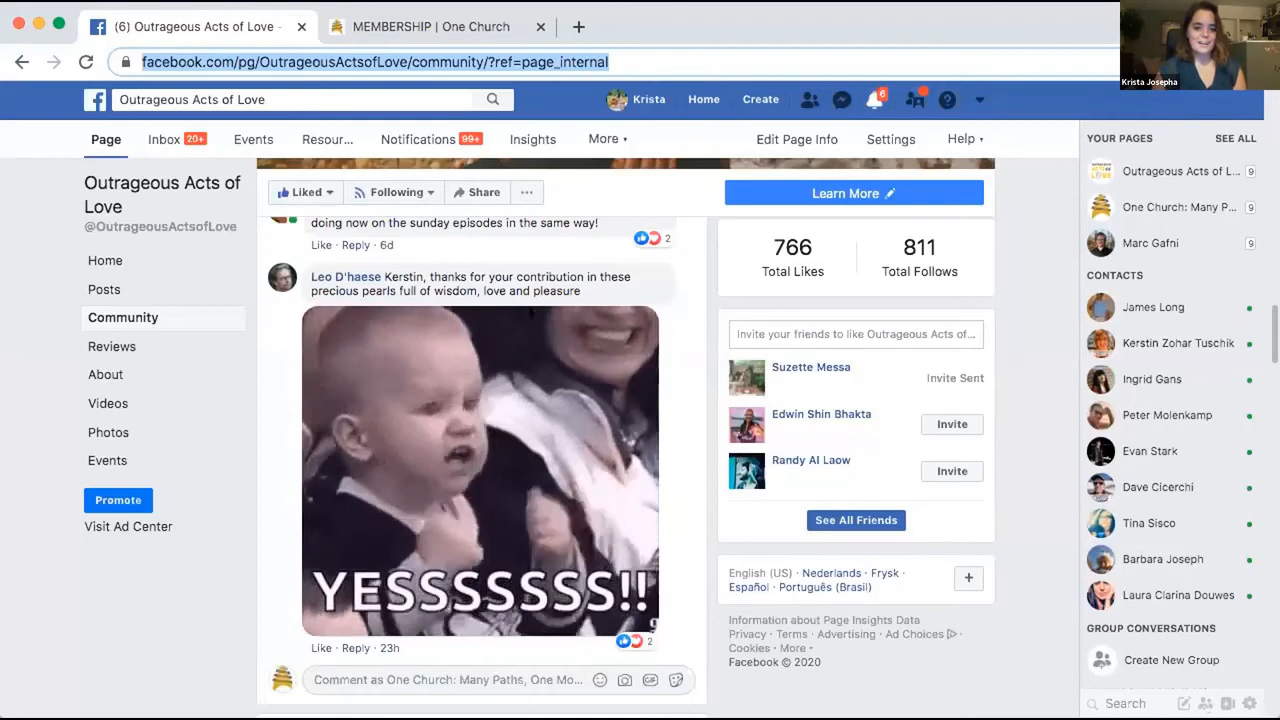 (6) Outrageous Acts of Love -
MEMBERSHIP | One Church
facebook.com/pg/OutrageousActsofLove/community/?ref=page_internal
Krista Josepha
Outrageous Acts of Love
Krista
Home
Create
6
Page
Inbox 20+
Events
Resour...
Notifications 99+
Insights
More
Edit Page Info
Settings
Help
Outrageous Acts of
Love
@OutrageousActsofLove
Home
Posts
Community
Reviews
About
Videos
Photos
Events
Promote
Visit Ad Center
Liked
Following
Share
...
Learn More
doing now on the sunday episodes in the same way!
Like · Reply · 6d
2
Leo D'haese Kerstin, thanks for your contribution in these
precious pearls full of wisdom, love and pleasure
YESSSSSSS!!
Like · Reply · 23h
2
Comment as One Church: Many Paths, One Mo...
766
Total Likes
811
Total Follows
Invite your friends to like Outrageous Acts of...
Suzette Messa
Invite Sent
Edwin Shin Bhakta
Invite
Randy Al Laow
Invite
See All Friends
English (US) · Nederlands · Frysk ·
Español · Português (Brasil)
Information about Page Insights Data
Privacy · Terms · Advertising · Ad Choices ·
Cookies · More
Facebook © 2020
YOUR PAGES
SEE ALL
Outrageous Acts of L... 9
One Church: Many P... 9
Marc Gafni 9
CONTACTS
James Long
Kerstin Zohar Tuschik
Ingrid Gans
Peter Molenkamp
Evan Stark
Dave Cicerchi
Tina Sisco
Barbara Joseph
Laura Clarina Douwes
GROUP CONVERSATIONS
Create New Group
Search